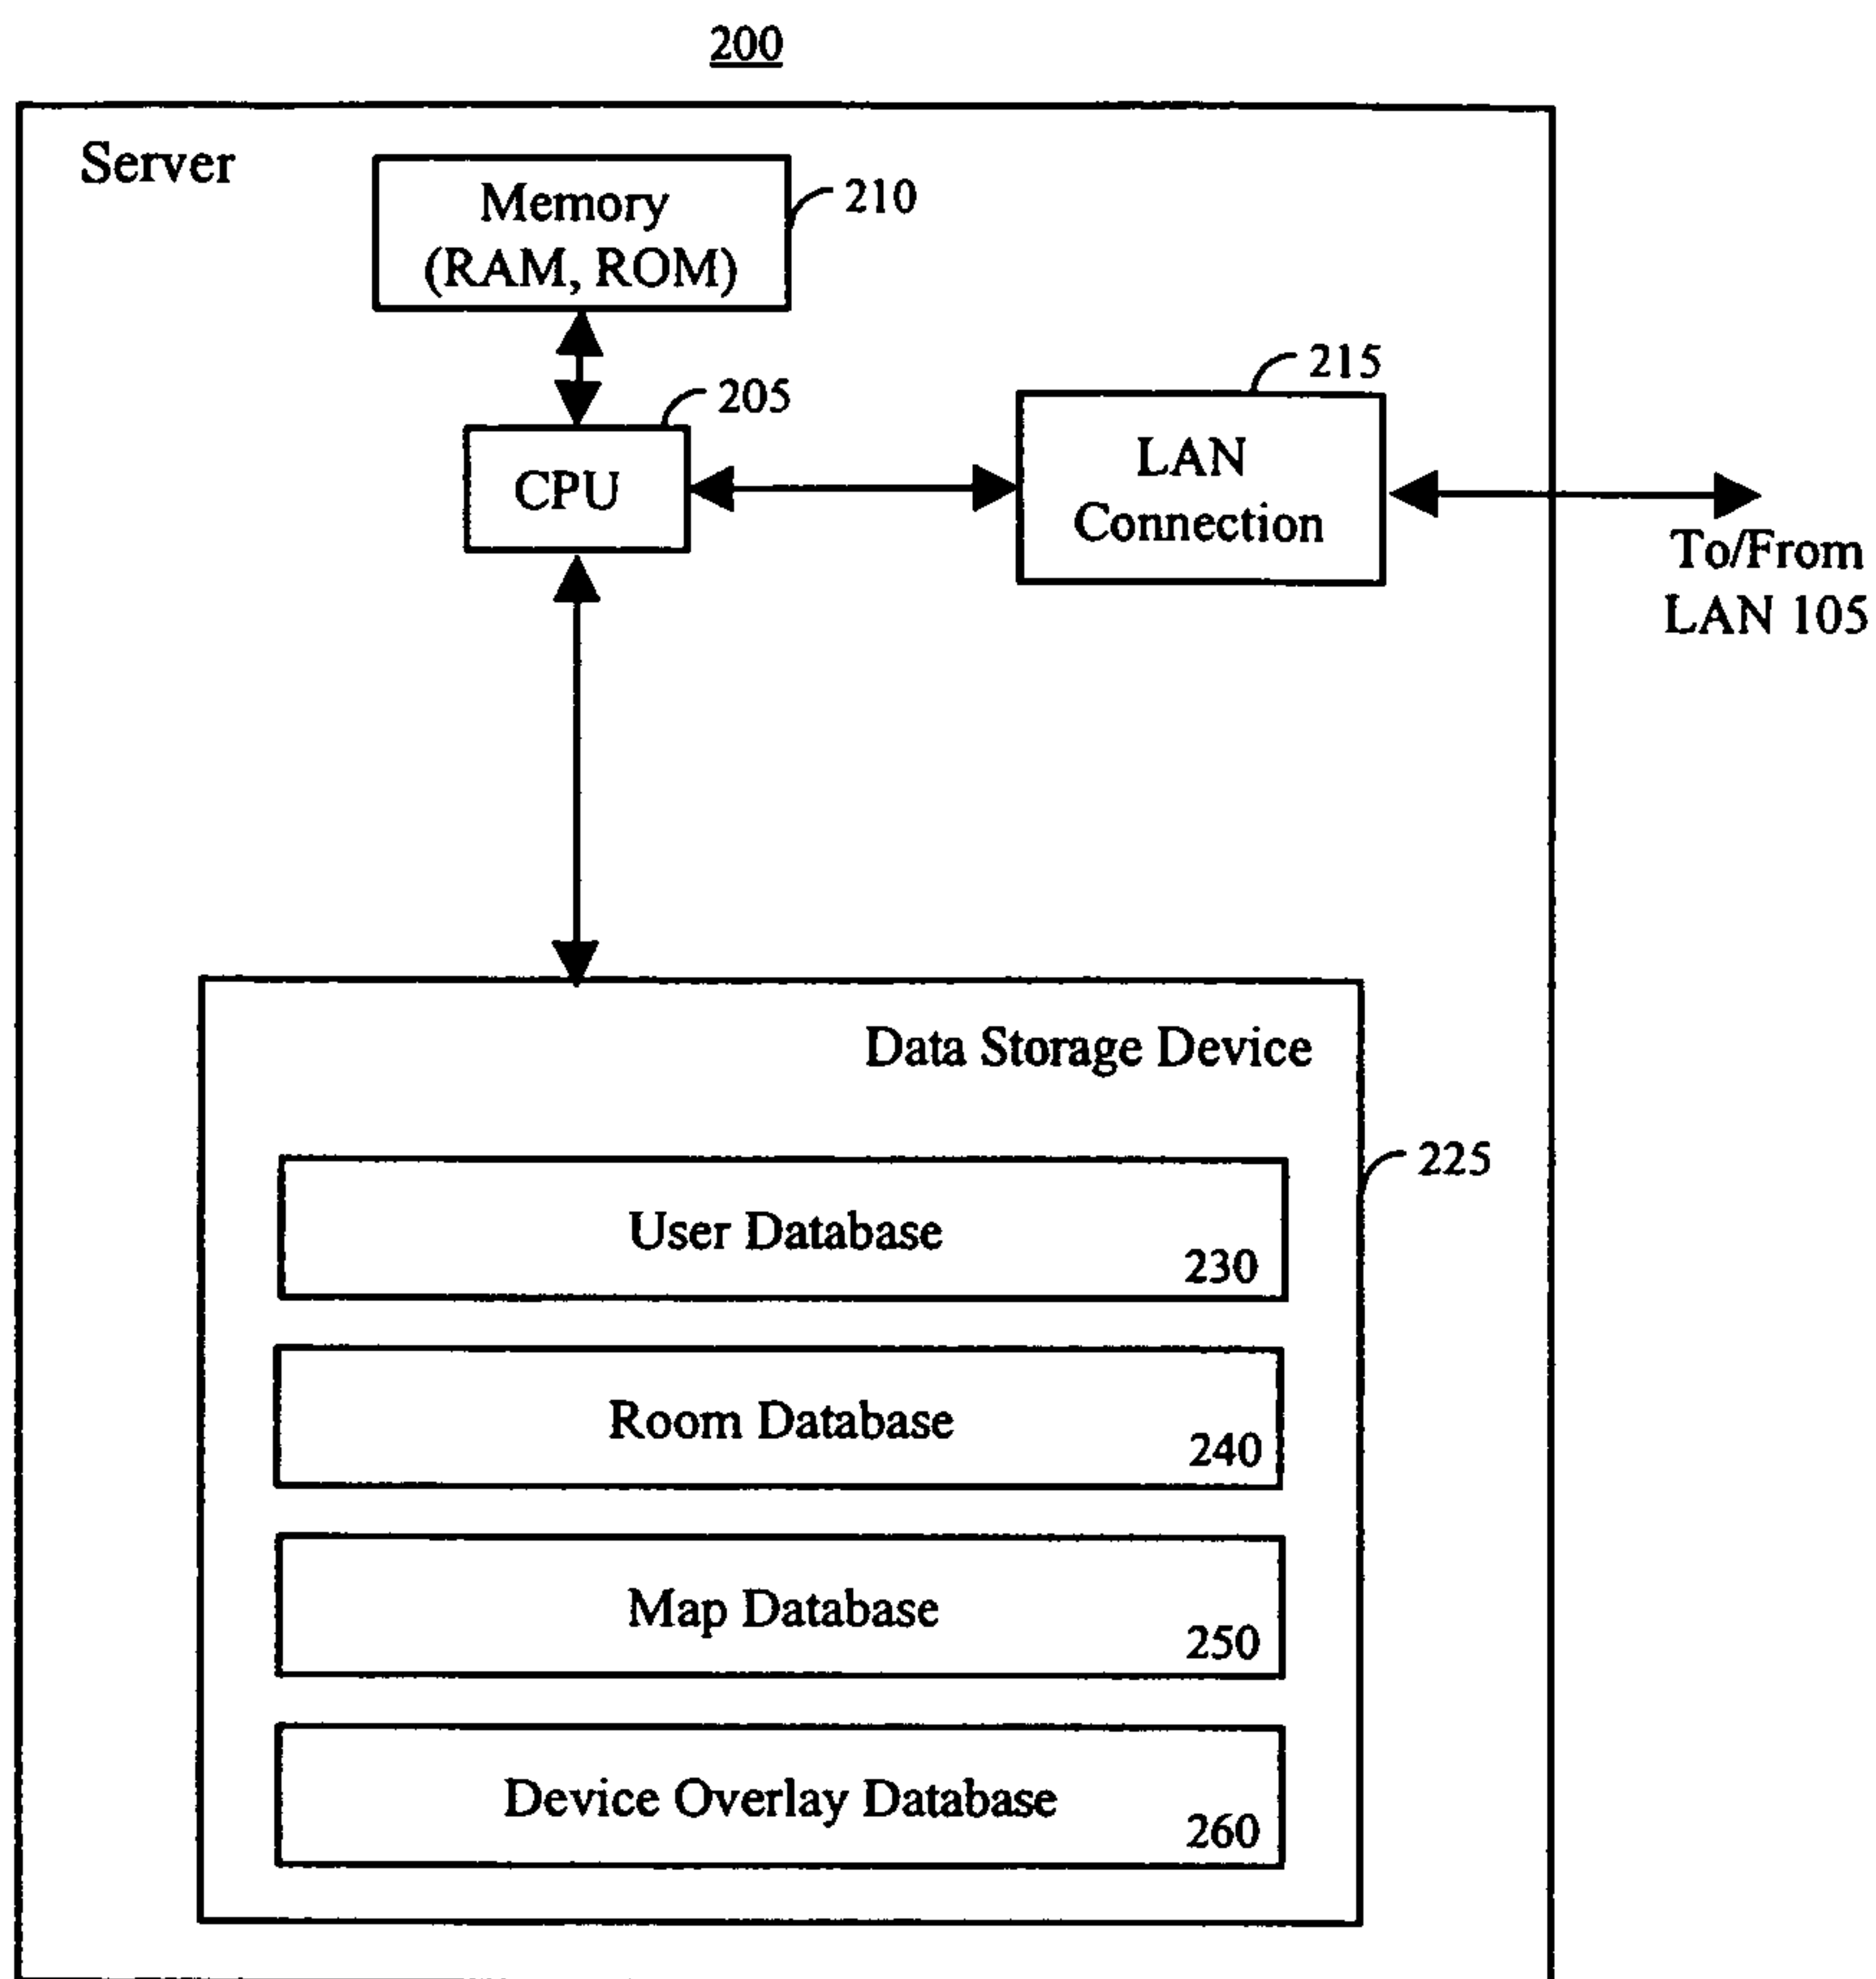 200
Server
Memory
(RAM, ROM)
210
205
CPU
215
LAN
Connection
To/From
LAN 105
Data Storage Device
225
User Database
230
Room Database
240
Map Database
250
Device Overlay Database
260